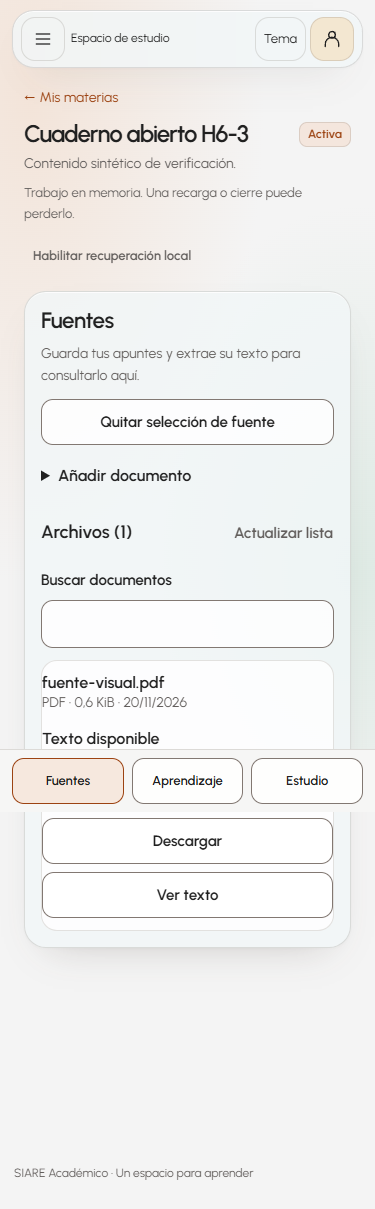 Espacio de estudio
Tema
← Mis materias
Cuaderno abierto H6-3
Activa
Contenido sintético de verificación.
Trabajo en memoria. Una recarga o cierre puede
perderlo.
Habilitar recuperación local
Fuentes
Guarda tus apuntes y extrae su texto para
consultarlo aquí.
Quitar selección de fuente
Añadir documento
Archivos (1)
Actualizar lista
Buscar documentos
fuente-visual.pdf
PDF · 0,6 KiB · 20/11/2026
Texto disponible
Fuentes
Aprendizaje
Estudio
Descargar
Ver texto
SIARE Académico · Un espacio para aprender